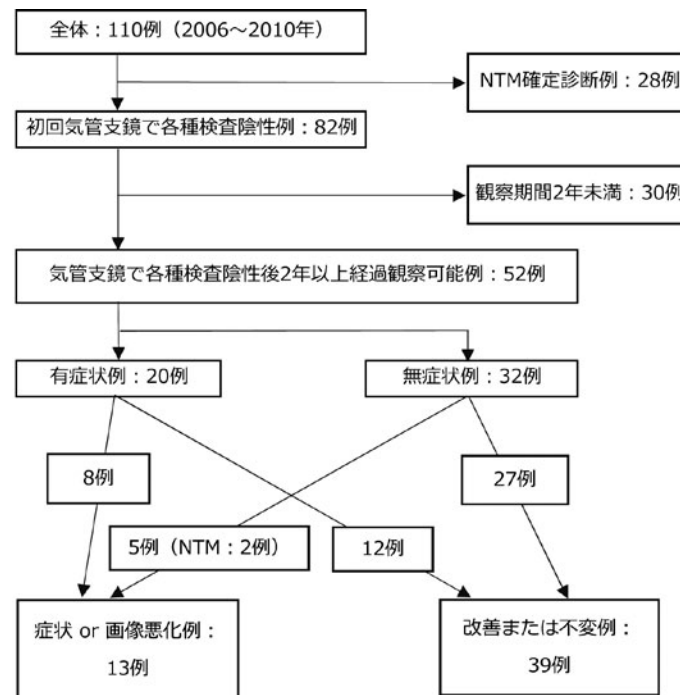 全体：110例（2006～2010年）
NTM確定診断例：28例
初回気管支鏡で各種検査陰性例：82例
観察期間2年未満：30例
気管支鏡で各種検査陰性後2年以上経過観察可能例：52例
有症状例：20例
無症状例：32例
8例
27例
5例（NTM：2例）
12例
症状 or 画像悪化例：
13例
改善または不変例：
39例